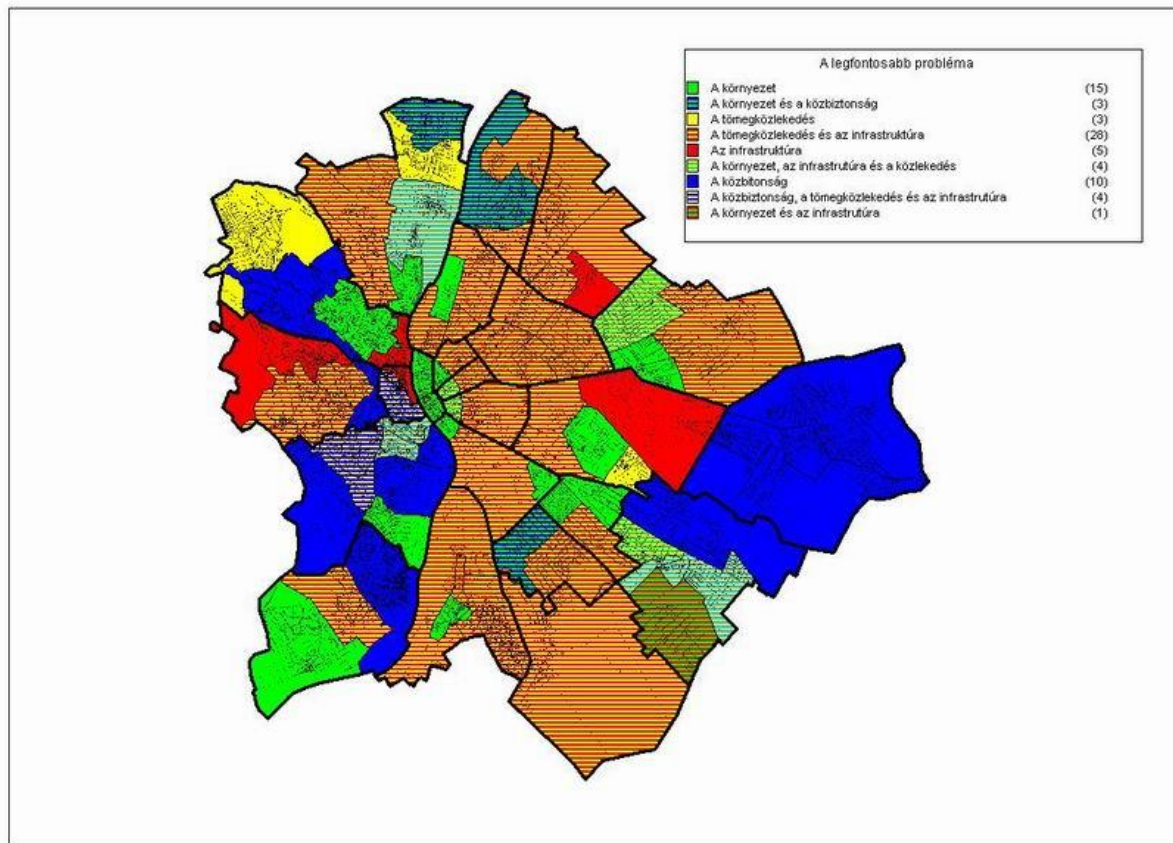 A legfontosabb probléma
A környezet (15)
A környezet és a közbiztonság (3)
A tömegközlekedés (3)
A tömegközlekedés és az infrastruktúra (28)
Az infrastruktúra (5)
A környezet, az infrastrutúra és a közlekedés (4)
A közbitonság (10)
A közbiztonság, a tömegközlekedés és az infrastrutúra (4)
A környezet és az infrastrutúra (1)